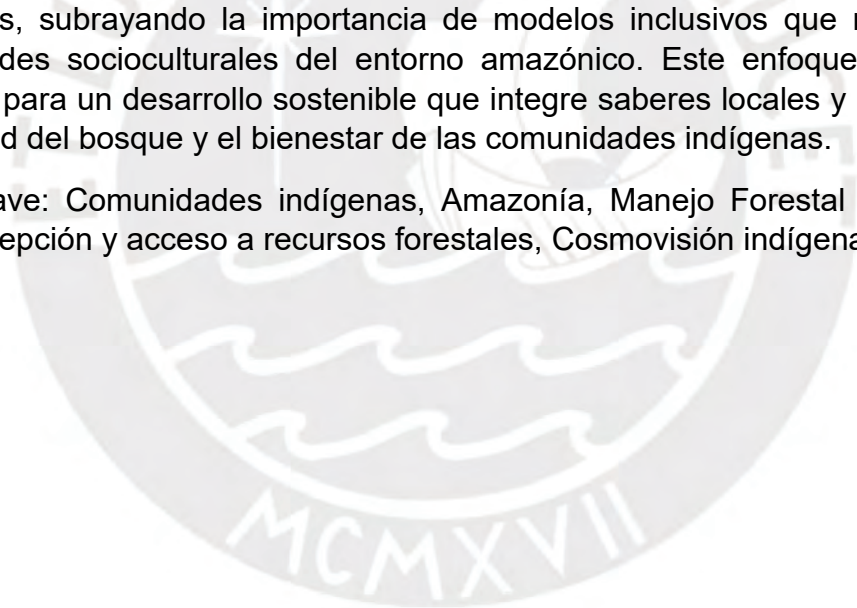 s, subrayando la importancia de modelos inclusivos que
des socioculturales del entorno amazónico. Este enfoque
para un desarrollo sostenible que integre saberes locales y
d del bosque y el bienestar de las comunidades indígenas.
ave: Comunidades indígenas, Amazonía, Manejo Forestal
epción y acceso a recursos forestales, Cosmovisión indígena
MCMXVII